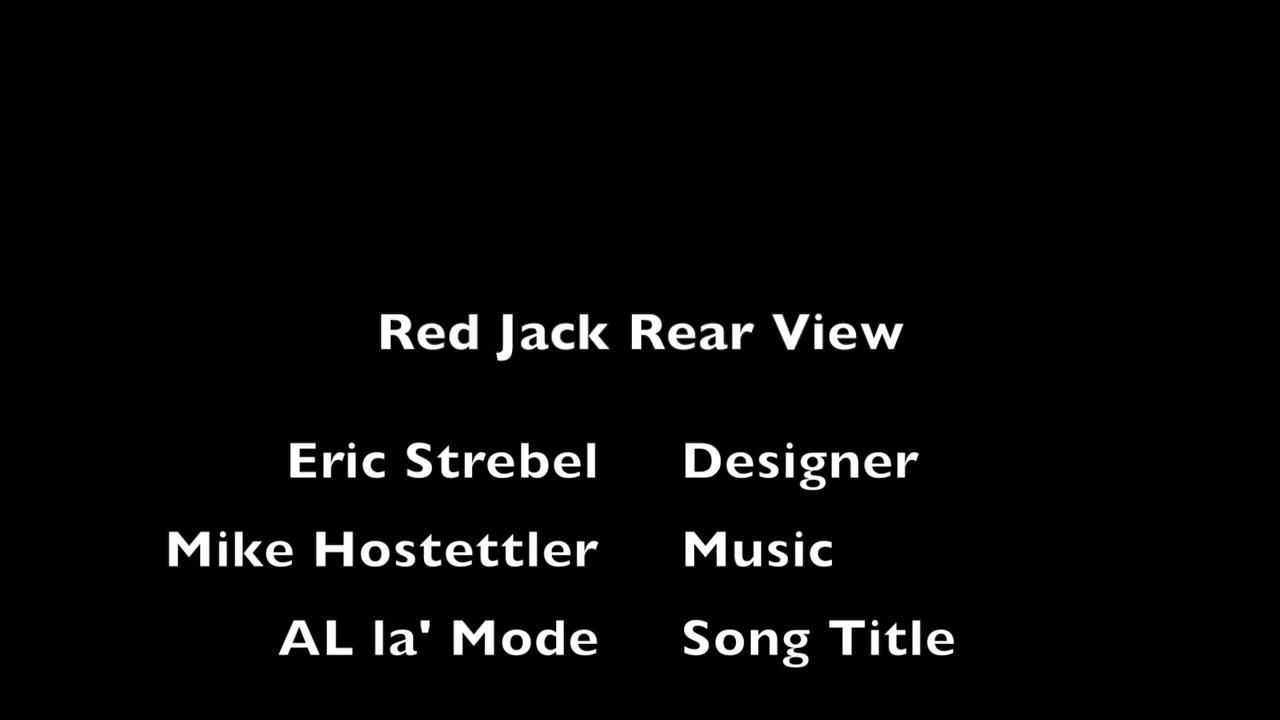 Red Jack Rear View
Eric Strebel Designer
Mike Hostettler Music
AL la' Mode Song Title